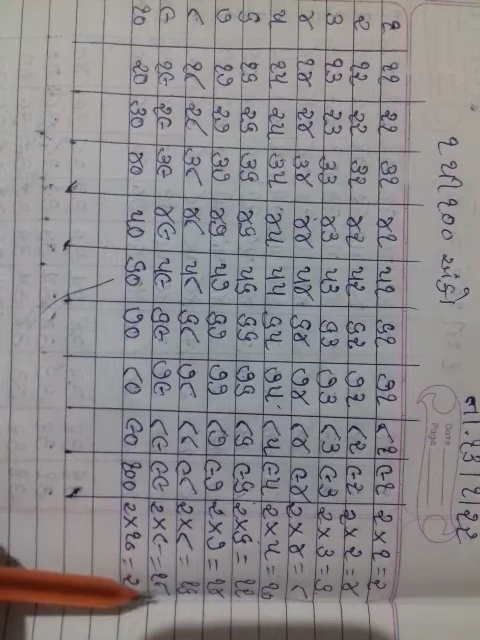 Date
Page
૧ થી ૧૦૦
૧ ૧૧ ૨૧ ૩૧ ૪૧ ૫૧ ૬૧ ૭૧ ૮૧ ૯૧ ૨×૧=૨
૨ ૧૨ ૨૨ ૩૨ ૪૨ ૫૨ ૬૨ ૭૨ ૮૨ ૯૨ ૨×૨=૪
૩ ૧૩ ૨૩ ૩૩ ૪૩ ૫૩ ૬૩ ૭૩ ૮૩ ૯૩ ૨×૩=૬
૪ ૧૪ ૨૪ ૩૪ ૪૪ ૫૪ ૬૪ ૭૪ ૮૪ ૯૪ ૨×૪=૮
૫ ૧૫ ૨૫ ૩૫ ૪૫ ૫૫ ૬૫ ૭૫ ૮૫ ૯૫ ૨×૫=૧૦
૬ ૧૬ ૨૬ ૩૬ ૪૬ ૫૬ ૬૬ ૭૬ ૮૬ ૯૬ ૨×૬=૧૨
૭ ૧૭ ૨૭ ૩૭ ૪૭ ૫૭ ૬૭ ૭૭ ૮૭ ૯૭ ૨×૭=૧૪
૮ ૧૮ ૨૮ ૩૮ ૪૮ ૫૮ ૬૮ ૭૮ ૮૮ ૯૮ ૨×૮=૧૬
૯ ૧૯ ૨૯ ૩૯ ૪૯ ૫૯ ૬૯ ૭૯ ૮૯ ૯૯ ૨×૯=૧૮
૧૦ ૨૦ ૩૦ ૪૦ ૫૦ ૬૦ ૭૦ ૮૦ ૯૦ ૧૦૦ ૨×૧૦=૨